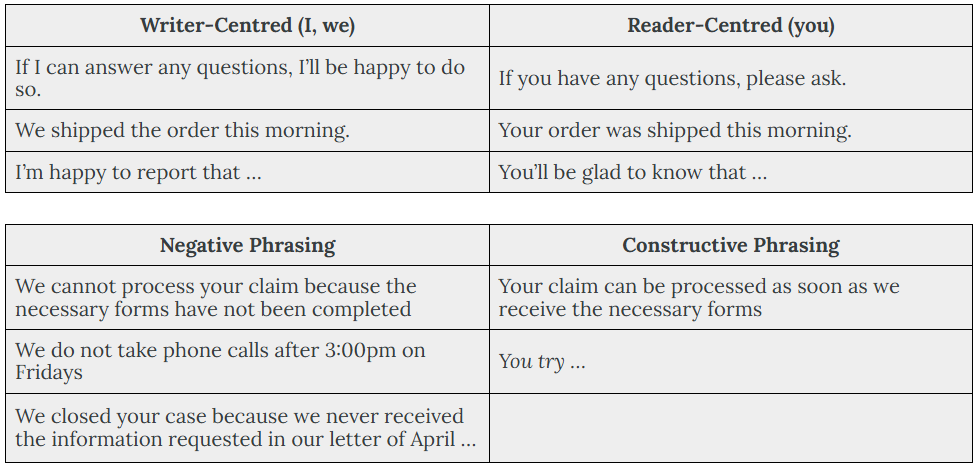 Writer-Centred (I, we)
Reader-Centred (you)
If I can answer any questions, I’ll be happy to do
so.
If you have any questions, please ask.
We shipped the order this morning.
Your order was shipped this morning.
I’m happy to report that …
You’ll be glad to know that …
Negative Phrasing
Constructive Phrasing
We cannot process your claim because the
necessary forms have not been completed
Your claim can be processed as soon as we
receive the necessary forms
We do not take phone calls after 3:00pm on
Fridays
You try …
We closed your case because we never received
the information requested in our letter of April …